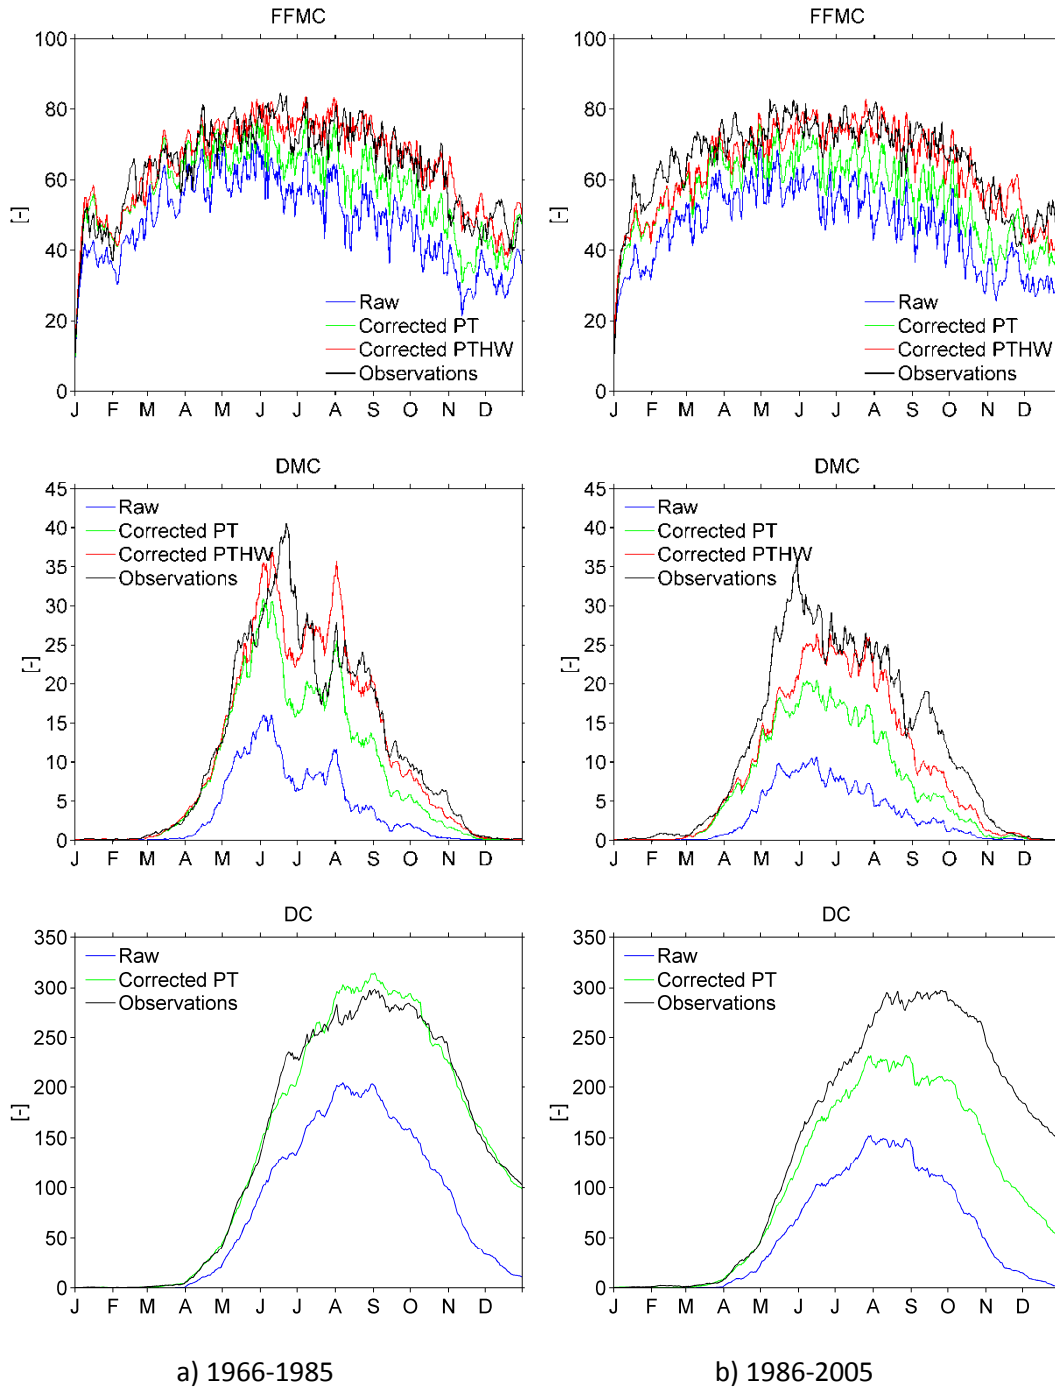 FFMC
100
80
60
40
20
0
[-]
Raw
Corrected PT
Corrected PTHW
Observations
J F M A M J J A S O N D
FFMC
100
80
60
40
20
0
[-]
Raw
Corrected PT
Corrected PTHW
Observations
J F M A M J J A S O N D
DMC
45
40
35
30
25
20
15
10
5
0
[-]
Raw
Corrected PT
Corrected PTHW
Observations
J F M A M J J A S O N D
DMC
45
40
35
30
25
20
15
10
5
0
[-]
Raw
Corrected PT
Corrected PTHW
Observations
J F M A M J J A S O N D
DC
350
300
250
200
150
100
50
0
[-]
Raw
Corrected PT
Observations
J F M A M J J A S O N D
DC
350
300
250
200
150
100
50
0
[-]
Raw
Corrected PT
Observations
J F M A M J J A S O N D
a) 1966-1985
b) 1986-2005